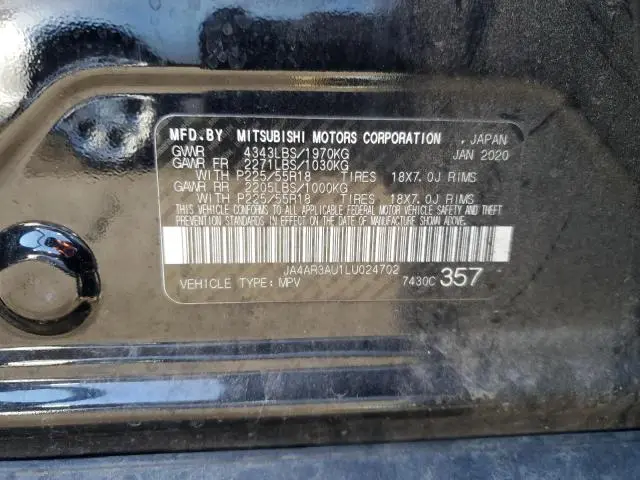 MFD.BY MITSUBISHI MOTORS CORPORATION , JAPAN
GVWR 4343LBS/1970KG JAN 2020
GAWR FR 2271LBS/1030KG
WITH P225/55R18 TIRES 18X7.0J RIMS
GAWR RR 2205LBS/1000KG
WITH P225/55R18 TIRES 18X7.0J RIMS
THIS VEHICLE CONFORMS TO ALL APPLICABLE FEDERAL MOTOR VEHICLE SAFETY AND THEFT
PREVENTION STANDARDS IN EFFECT ON THE DATE OF MANUFACTURE SHOWN ABOVE.
JA4AR3AU1LU024702
VEHICLE TYPE: MPV 7430C 357